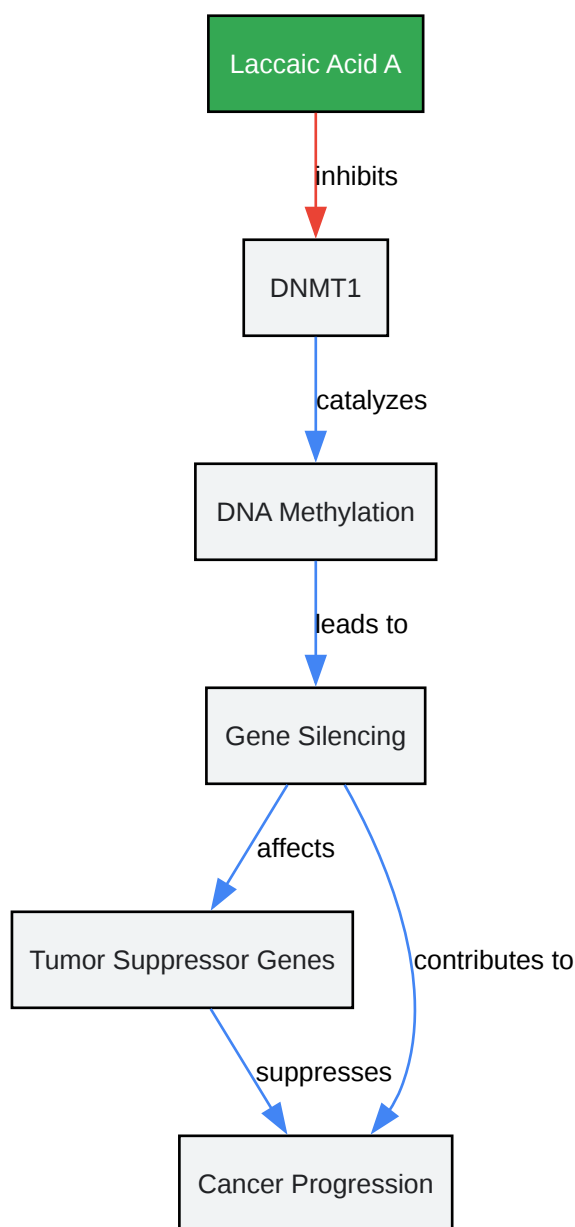 Laccaic Acid A
inhibits
DNMT1
catalyzes
DNA Methylation
leads to
Gene Silencing
affects
Tumor Suppressor Genes
contributes to
suppresses
Cancer Progression